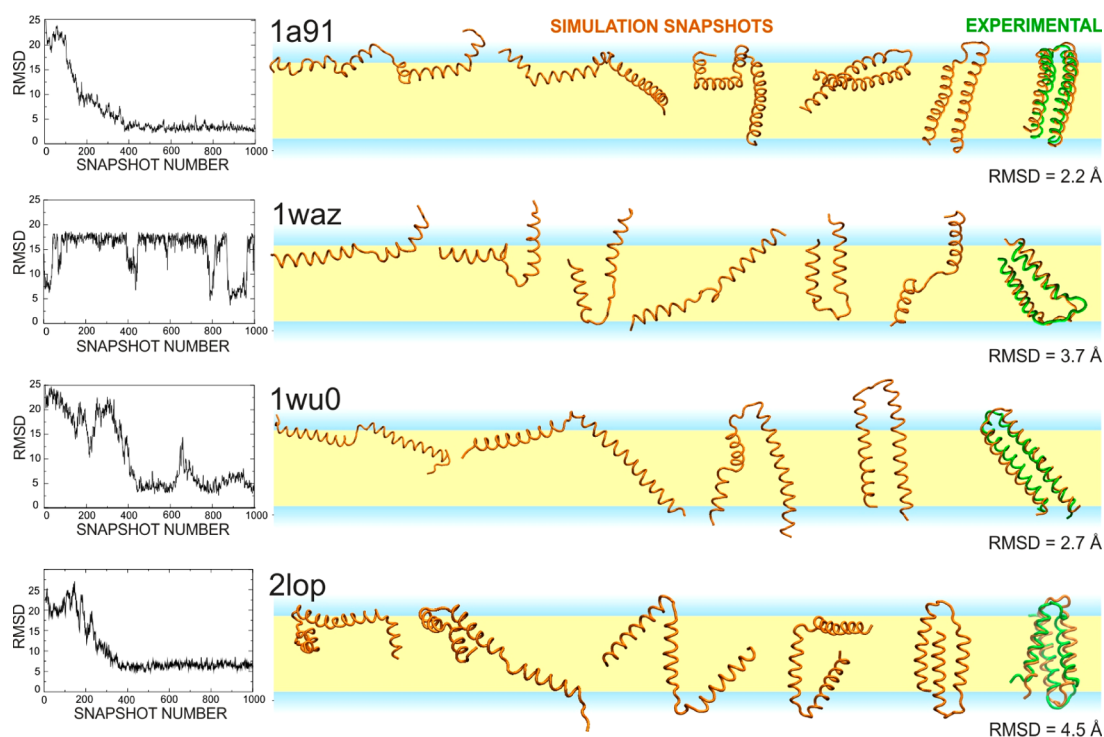 SIMULATION SNAPSHOTS
EXPERIMENTAL
1a91
RMSD
25
20
15
10
5
0
0 200 400 600 800 1000
SNAPSHOT NUMBER
RMSD = 2.2 Å
1waz
RMSD
25
20
15
10
5
0
0 200 400 600 800 1000
SNAPSHOT NUMBER
RMSD = 3.7 Å
1wu0
RMSD
25
20
15
10
5
0
0 200 400 600 800 1000
SNAPSHOT NUMBER
RMSD = 2.7 Å
2lop
RMSD
25
20
15
10
5
0
0 200 400 600 800 1000
SNAPSHOT NUMBER
RMSD = 4.5 Å